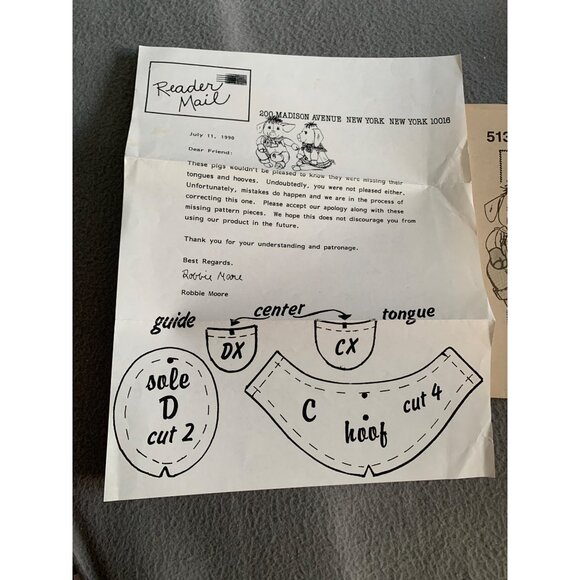 Reader
Mail
200 MADISON AVENUE NEW YORK NEW YORK 10016
July 11, 1990
Dear Friend:
These pigs wouldn't be pleased to know they were missing their
tongues and hooves. Undoubtedly, you were not pleased either.
Unfortunately, mistakes do happen and we are in the process of
correcting this one. Please accept our apology along with these
missing pattern pieces. We hope this does not discourage you from
using our product in the future.
Thank you for your understanding and patronage.
Best Regards.
Robbie Moore
Robbie Moore
guide center tongue
DX CX
sole
D
cut 2
C hoof cut 4
513